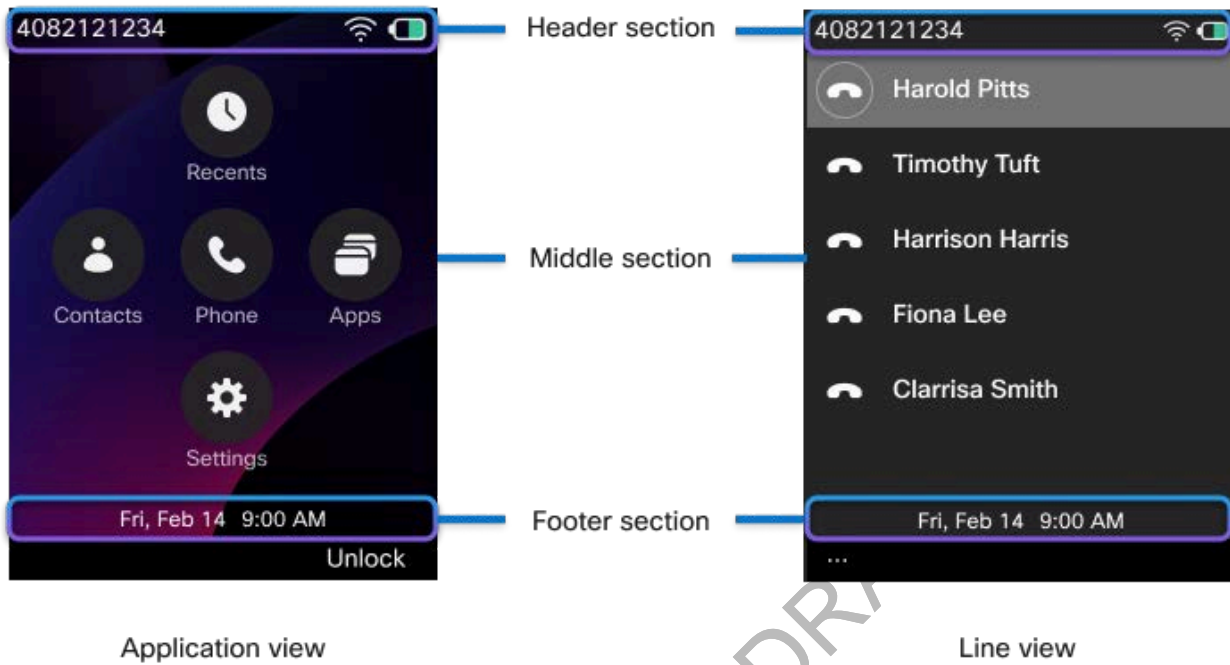 4082121234
Header section
4082121234
Harold Pitts
Recents
Timothy Tuft
Harrison Harris
Middle section
Contacts
Phone
Apps
Fiona Lee
Clarrisa Smith
Settings
Fri, Feb 14 9:00 AM
Footer section
Fri, Feb 14 9:00 AM
Unlock
...
Application view
Line view